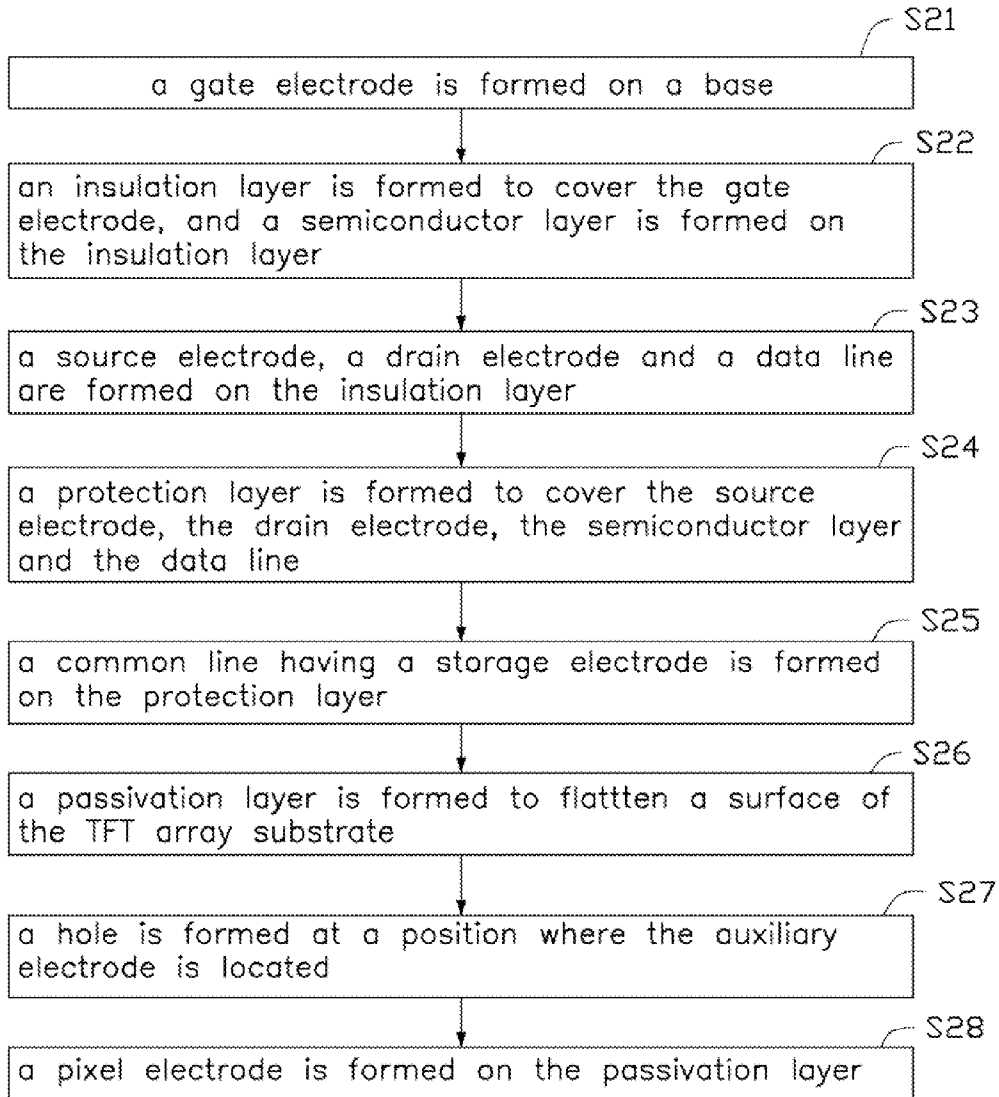 S21
a gate electrode is formed on a base
S22
an insulation layer is formed to cover the gate
electrode, and a semiconductor layer is formed on
the insulation layer
S23
a source electrode, a drain electrode and a data line
are formed on the insulation layer
S24
a protection layer is formed to cover the source
electrode, the drain electrode, the semiconductor layer
and the data line
S25
a common line having a storage electrode is formed
on the protection layer
S26
a passivation layer is formed to flattten a surface of
the TFT array substrate
S27
a hole is formed at a position where the auxiliary
electrode is located
S28
a pixel electrode is formed on the passivation layer